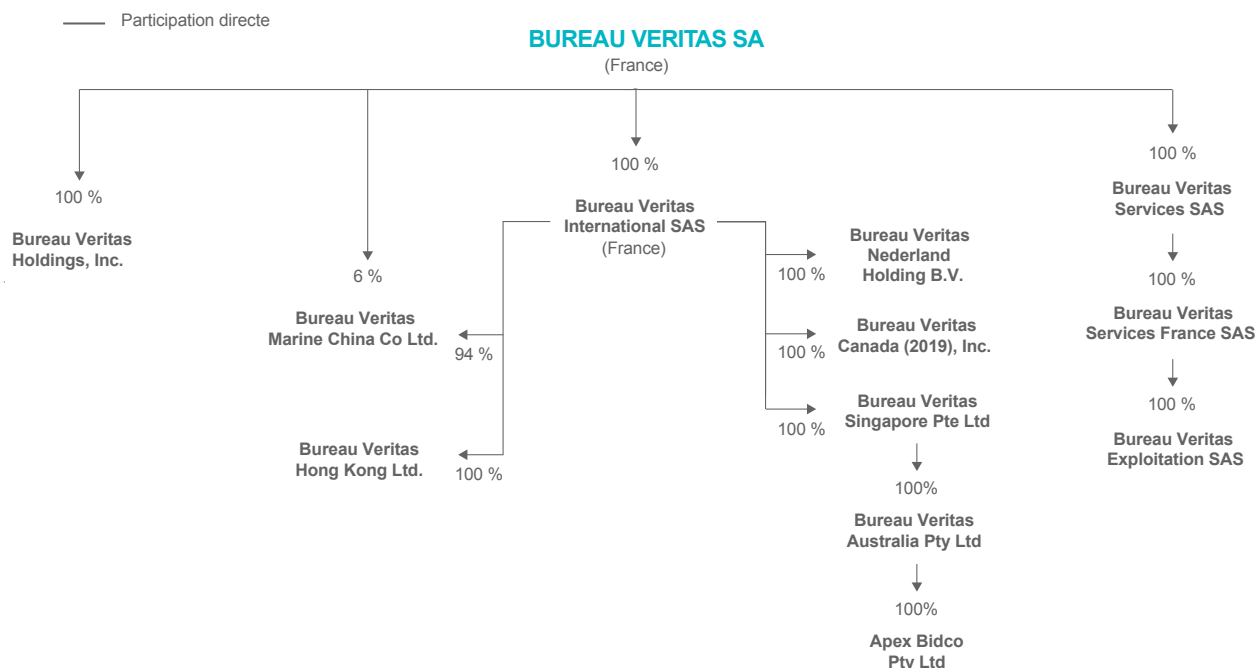 Participation directe
BUREAU VERITAS SA
(France)
100 %
Bureau Veritas
Holdings, Inc.
6 %
Bureau Veritas
Marine China Co Ltd.
94 %
Bureau Veritas
Hong Kong Ltd.
100 %
100 %
Bureau Veritas
International SAS
(France)
Bureau Veritas
Nederland
Holding B.V.
100 %
Bureau Veritas
Canada (2019), Inc.
100 %
Bureau Veritas
Singapore Pte Ltd
100 %
100%
Bureau Veritas
Australia Pty Ltd
100%
Apex Bidco
Pty Ltd
100 %
Bureau Veritas
Services SAS
100 %
Bureau Veritas
Services France SAS
100 %
Bureau Veritas
Exploitation SAS